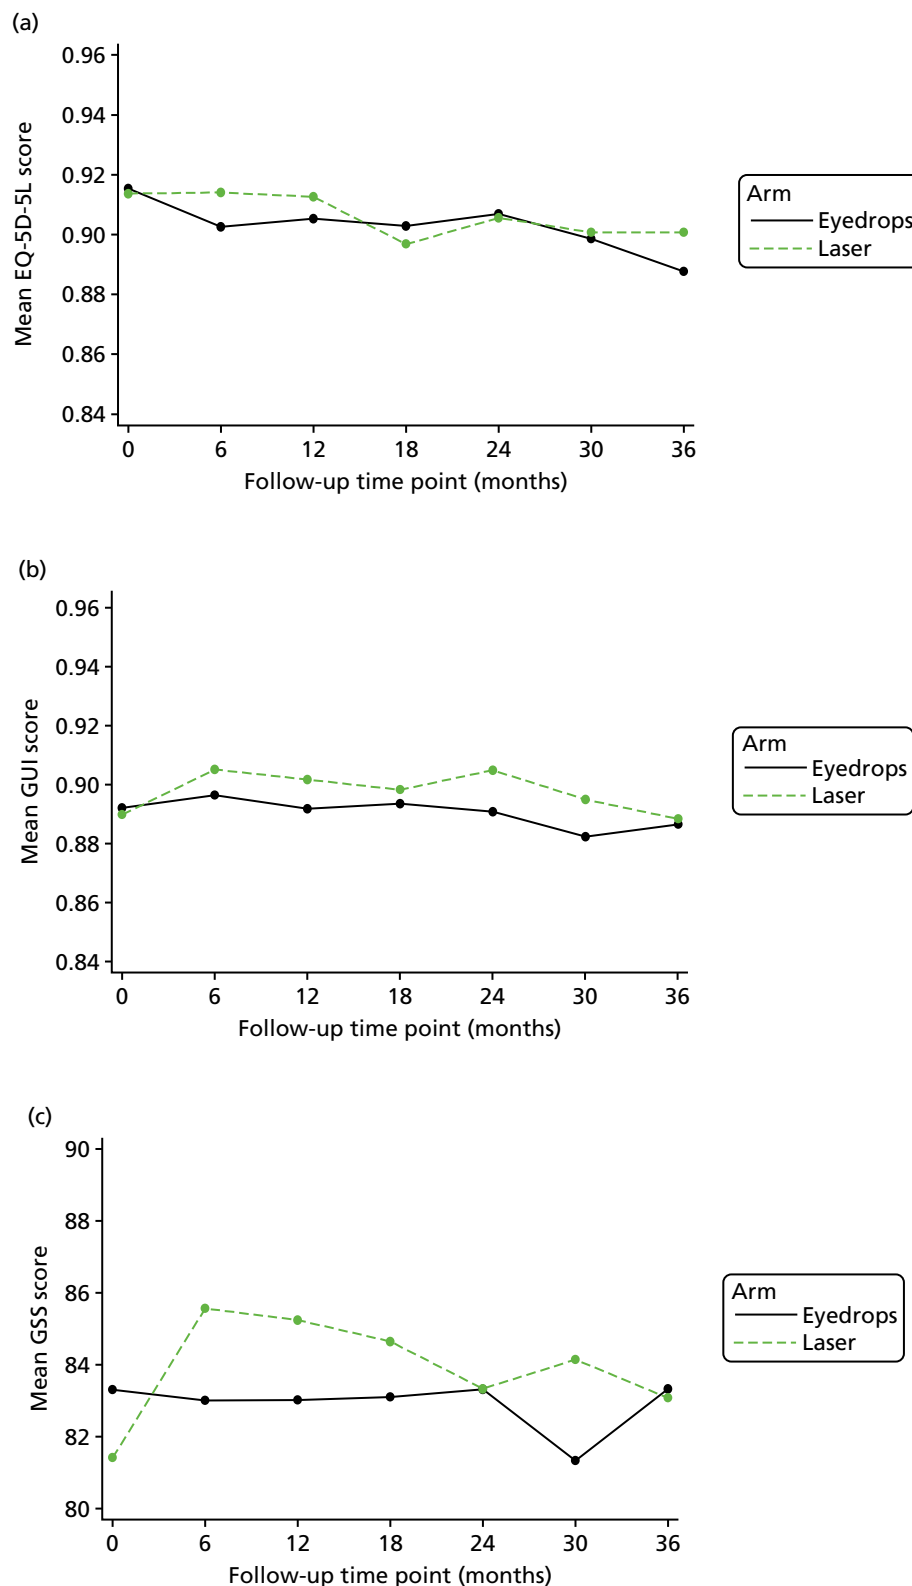 (a)
0.96
0.94
0.92
0.90
0.88
0.86
0.84
Mean EQ-5D-5L score
0 6 12 18 24 30 36
Follow-up time point (months)
Arm
Eyedrops
Laser
(b)
0.96
0.94
0.92
0.90
0.88
0.86
0.84
Mean GUI score
0 6 12 18 24 30 36
Follow-up time point (months)
Arm
Eyedrops
Laser
(c)
90
88
86
84
82
80
Mean GSS score
0 6 12 18 24 30 36
Follow-up time point (months)
Arm
Eyedrops
Laser